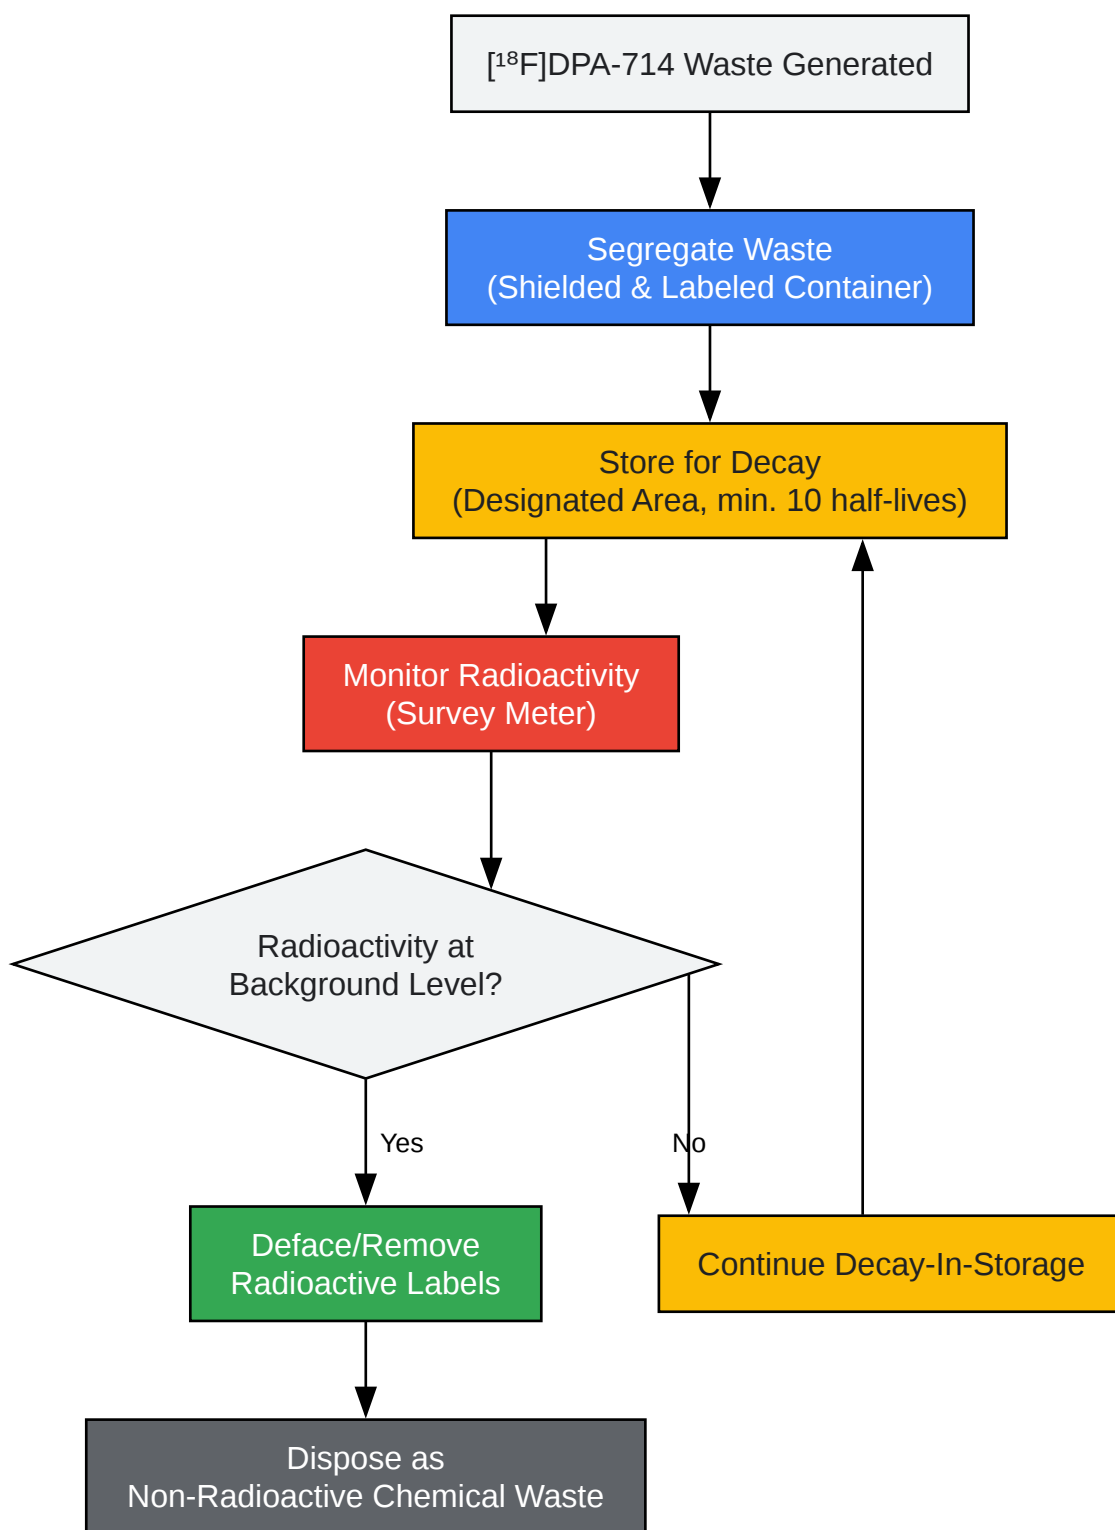 [¹⁸F]DPA-714 Waste Generated
Segregate Waste
(Shielded & Labeled Container)
Store for Decay
(Designated Area, min. 10 half-lives)
Monitor Radioactivity
(Survey Meter)
Radioactivity at
Background Level?
Yes
No
Deface/Remove
Radioactive Labels
Continue Decay-In-Storage
Dispose as
Non-Radioactive Chemical Waste